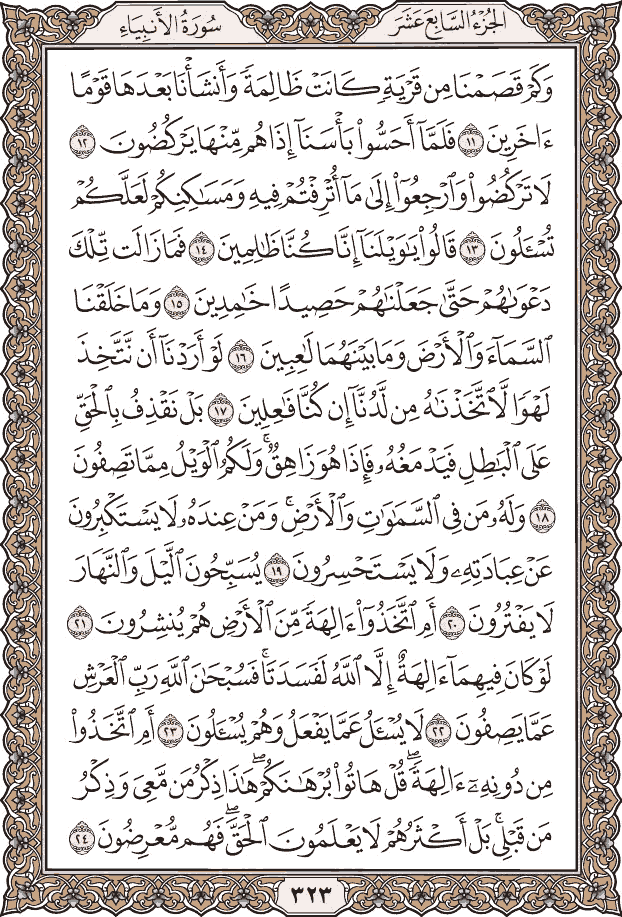 الجُزْءُ السَّابِعَ عَشَرَ
سُورَةُ الأَنبِيَاءِ
وَكَمْ قَصَمْنَا مِن قَرْيَةٍ كَانَتْ ظَالِمَةً وَأَنشَأْنَا بَعْدَهَا قَوْمًا
ءَاخَرِينَ ١١ فَلَمَّآ أَحَسُّوا۟ بَأْسَنَآ إِذَا هُم مِّنْهَا يَرْكُضُونَ ١٢
لَا تَرْكُضُوا۟ وَٱرْجِعُوٓا۟ إِلَىٰ مَآ أُتْرِفْتُمْ فِيهِ وَمَسَـٰكِنِكُمْ لَعَلَّكُمْ
تُسْـَٔلُونَ ١٣ قَالُوا۟ يَـٰوَيْلَنَآ إِنَّا كُنَّا ظَـٰلِمِينَ ١٤ فَمَا زَالَت تِّلْكَ
دَعْوَىٰهُمْ حَتَّىٰ جَعَلْنَـٰهُمْ حَصِيدًا خَـٰمِدِينَ ١٥ وَمَا خَلَقْنَا
ٱلسَّمَآءَ وَٱلْأَرْضَ وَمَا بَيْنَهُمَا لَـٰعِبِينَ ١٦ لَوْ أَرَدْنَآ أَن نَّتَّخِذَ
لَهْوًا لَّٱتَّخَذْنَـٰهُ مِن لَّدُنَّآ إِن كُنَّا فَـٰعِلِينَ ١٧ بَلْ نَقْذِفُ بِٱلْحَقِّ
عَلَى ٱلْبَـٰطِلِ فَيَدْمَغُهُۥ فَإِذَا هُوَ زَاهِقٌ ۚ وَلَكُمُ ٱلْوَيْلُ مِمَّا تَصِفُونَ
١٨ وَلَهُۥ مَن فِى ٱلسَّمَـٰوَٰتِ وَٱلْأَرْضِ ۚ وَمَنْ عِندَهُۥ لَا يَسْتَكْبِرُونَ
عَنْ عِبَادَتِهِۦ وَلَا يَسْتَحْسِرُونَ ١٩ يُسَبِّحُونَ ٱلَّيْلَ وَٱلنَّهَارَ
لَا يَفْتُرُونَ ٢٠ أَمِ ٱتَّخَذُوٓا۟ ءَالِهَةً مِّنَ ٱلْأَرْضِ هُمْ يُنشِرُونَ ٢١
لَوْ كَانَ فِيهِمَآ ءَالِهَةٌ إِلَّا ٱللَّهُ لَفَسَدَتَا ۚ فَسُبْحَـٰنَ ٱللَّهِ رَبِّ ٱلْعَرْشِ
عَمَّا يَصِفُونَ ٢٢ لَا يُسْـَٔلُ عَمَّا يَفْعَلُ وَهُمْ يُسْـَٔلُونَ ٢٣ أَمِ ٱتَّخَذُوا۟
مِن دُونِهِۦٓ ءَالِهَةً ۖ قُلْ هَاتُوا۟ بُرْهَـٰنَكُمْ ۖ هَـٰذَا ذِكْرُ مَن مَّعِىَ وَذِكْرُ
مَن قَبْلِى ۗ بَلْ أَكْثَرُهُمْ لَا يَعْلَمُونَ ٱلْحَقَّ ۖ فَهُم مُّعْرِضُونَ ٢٤
٣٢٣